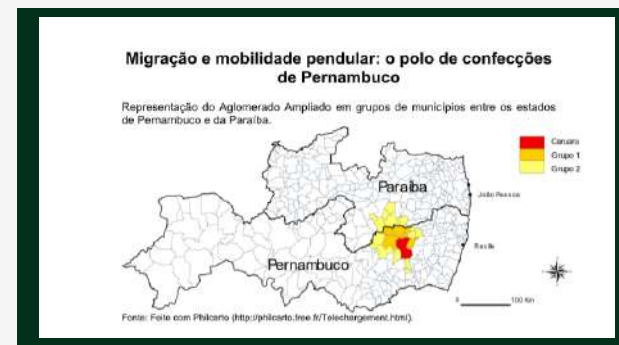 Migração e mobilidade pendular: o polo de confecções
de Pernambuco
Representação do Aglomerado Ampliado em grupos de municípios entre os estados
de Pernambuco e da Paraíba.
Caruaru
Grupo 1
Grupo 2
Paraíba
João Pessoa
Recife
Pernambuco
0 100 Km
Fonte: Feito com Philcarto (http://philcarto.free.fr/Telechargement.html).